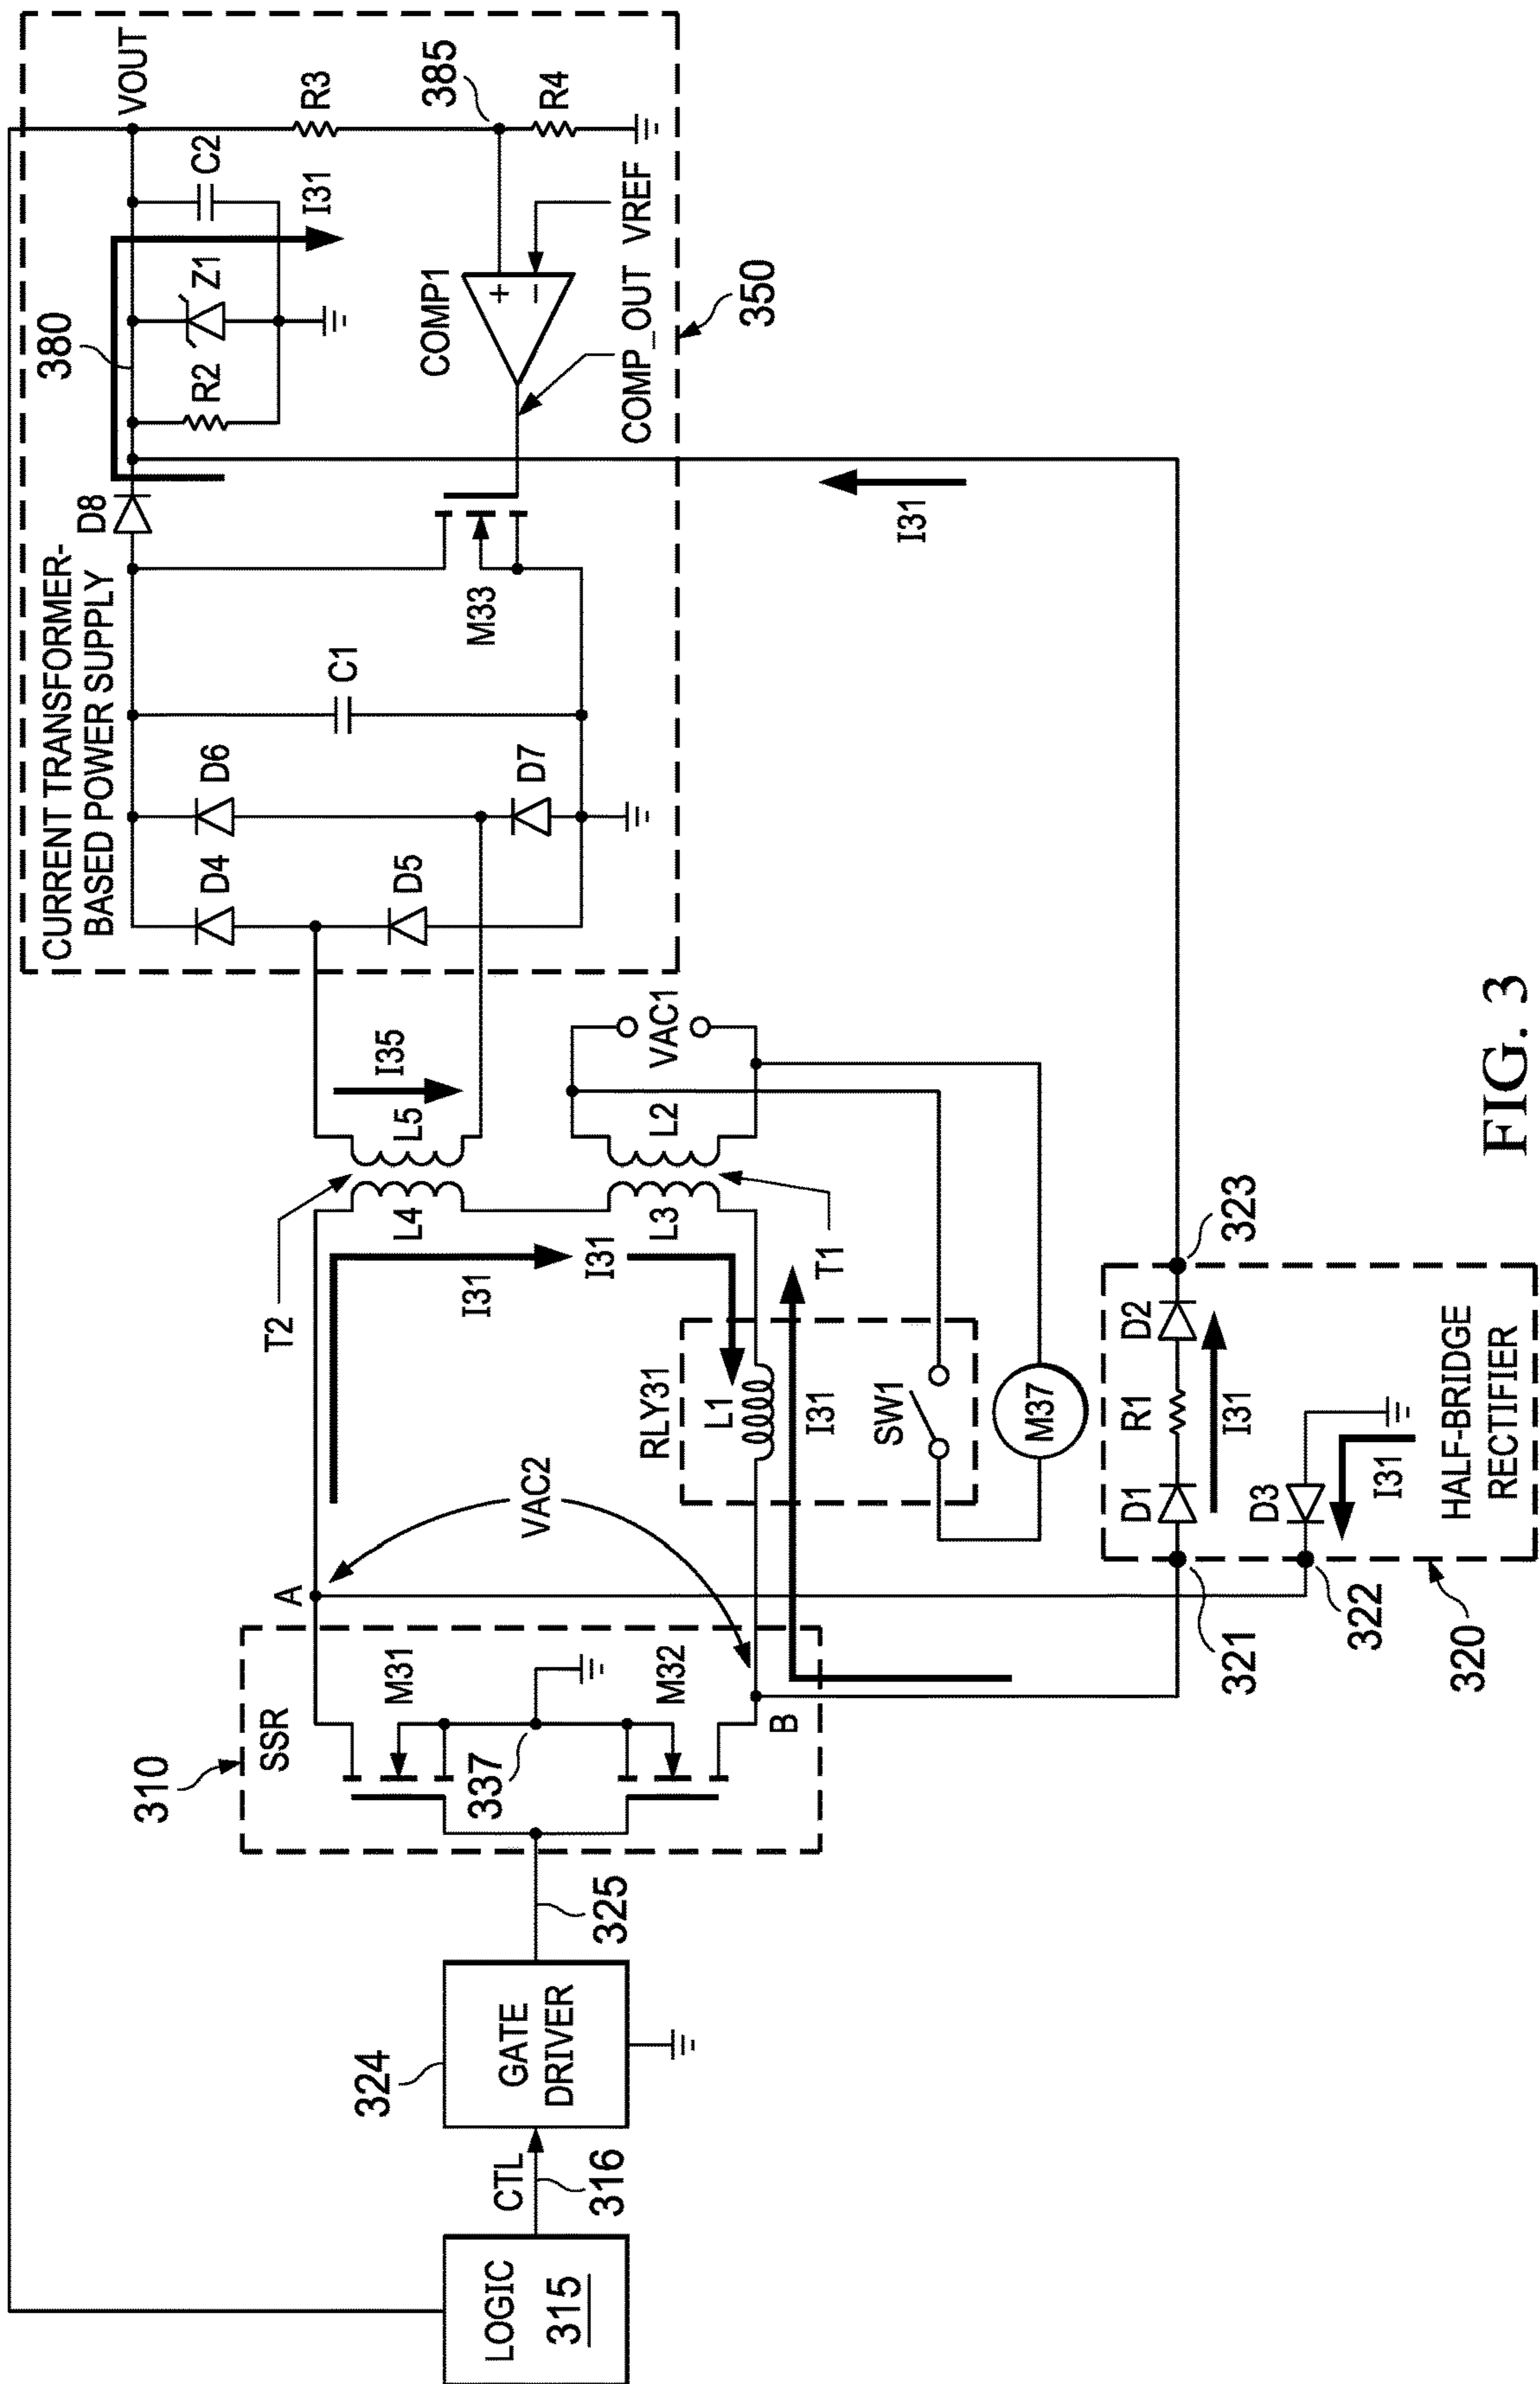 CURRENT TRANSFORMER-
BASED POWER SUPPLY
D8
380
VOUT
C2
R2
Z1
I31
R3
385
R4
D4
D6
C1
D5
D7
M33
COMP1
+
−
COMP_OUT
VREF
350
310
SSR
A
M31
337
M32
B
VAC2
T2
L4
L5
I35
I31
I31
L3
L2
VAC1
T1
RLY31
L1
I31
SW1
M37
I31
LOGIC
315
CTL
316
324
GATE
DRIVER
325
321
D1
R1
D2
323
I31
D3
I31
322
320
HALF-BRIDGE
RECTIFIER
FIG. 3